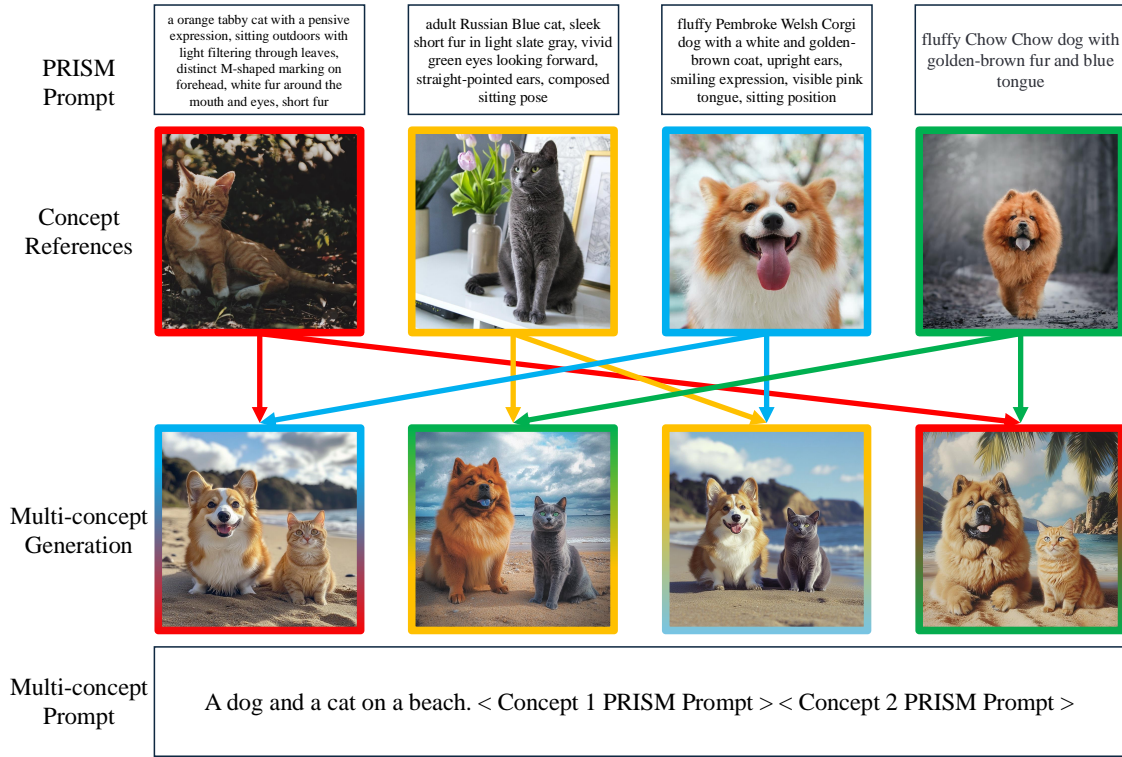 PRISM
Prompt
a orange tabby cat with a pensive
expression, sitting outdoors with
light filtering through leaves,
distinct M-shaped marking on
forehead, white fur around the
mouth and eyes, short fur
adult Russian Blue cat, sleek
short fur in light slate gray, vivid
green eyes looking forward,
straight-pointed ears, composed
sitting pose
fluffy Pembroke Welsh Corgi
dog with a white and golden-
brown coat, upright ears,
smiling expression, visible pink
tongue, sitting position
fluffy Chow Chow dog with
golden-brown fur and blue
tongue
Concept
References
Multi-concept
Generation
Multi-concept
Prompt
A dog and a cat on a beach. < Concept 1 PRISM Prompt > < Concept 2 PRISM Prompt >